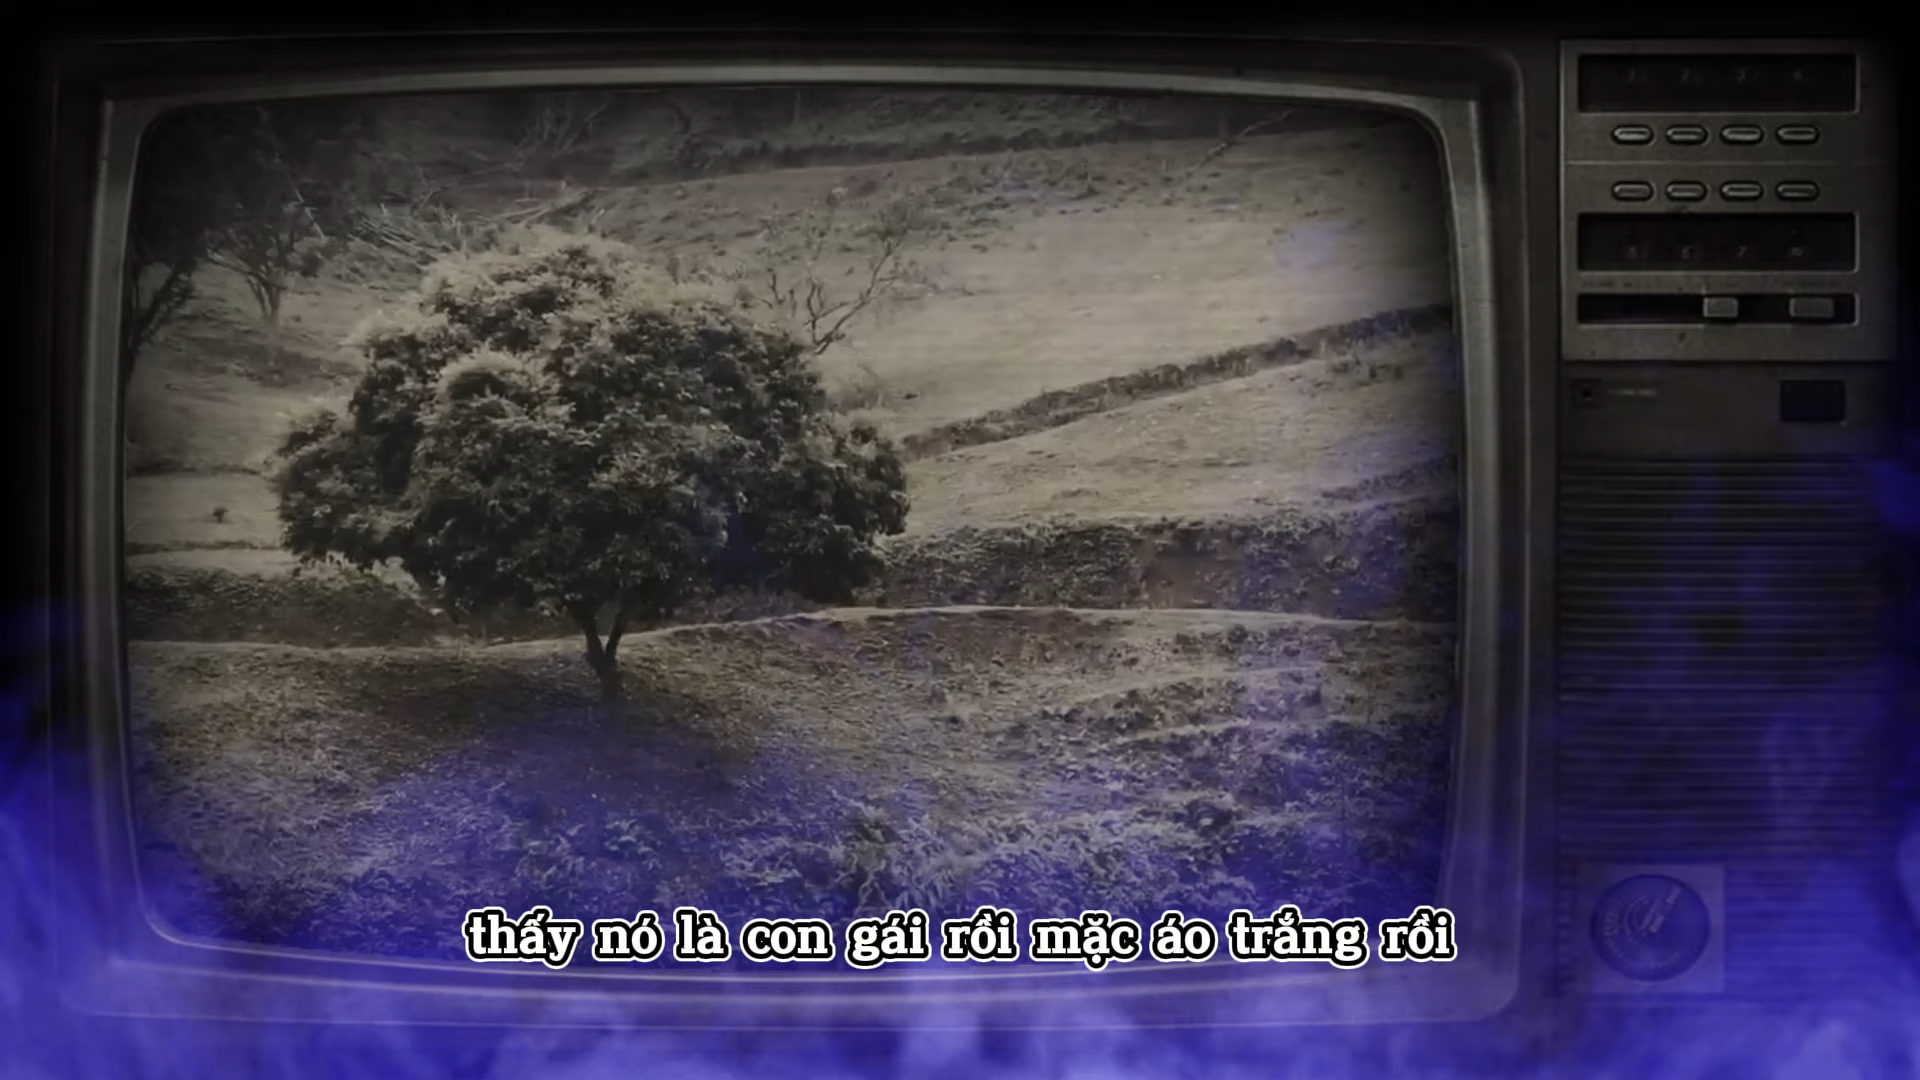 thấy nó là con gái rồi mặc áo trắng rồi